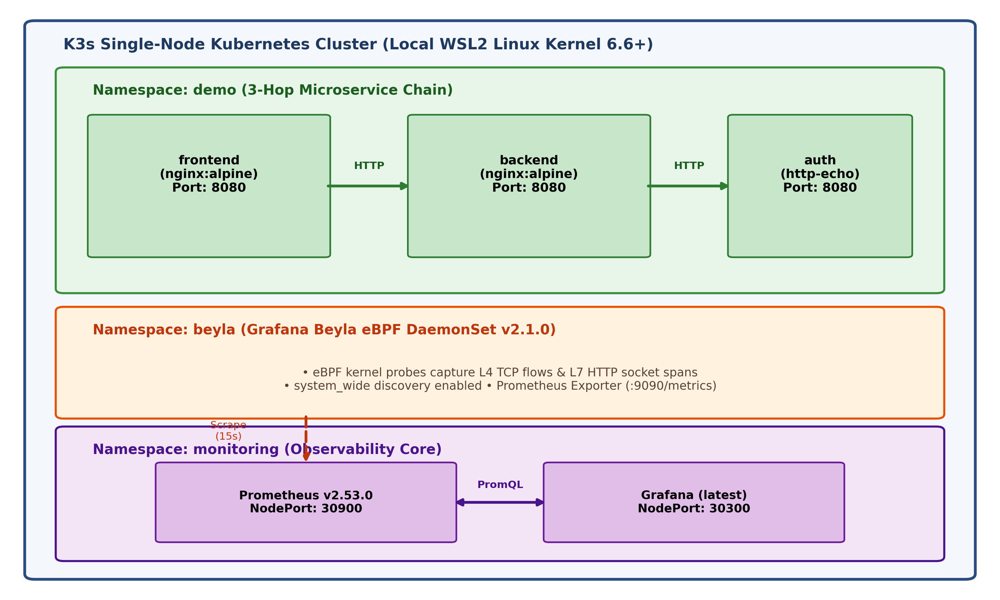 K3s Single-Node Kubernetes Cluster (Local WSL2 Linux Kernel 6.6+)
Namespace: demo (3-Hop Microservice Chain)
frontend
(nginx:alpine)
Port: 8080
HTTP
backend
(nginx:alpine)
Port: 8080
HTTP
auth
(http-echo)
Port: 8080
Namespace: beyla (Grafana Beyla eBPF DaemonSet v2.1.0)
• eBPF kernel probes capture L4 TCP flows & L7 HTTP socket spans
• system_wide discovery enabled • Prometheus Exporter (:9090/metrics)
Scrape
(15s)
Namespace: monitoring (Observability Core)
Prometheus v2.53.0
NodePort: 30900
PromQL
Grafana (latest)
NodePort: 30300